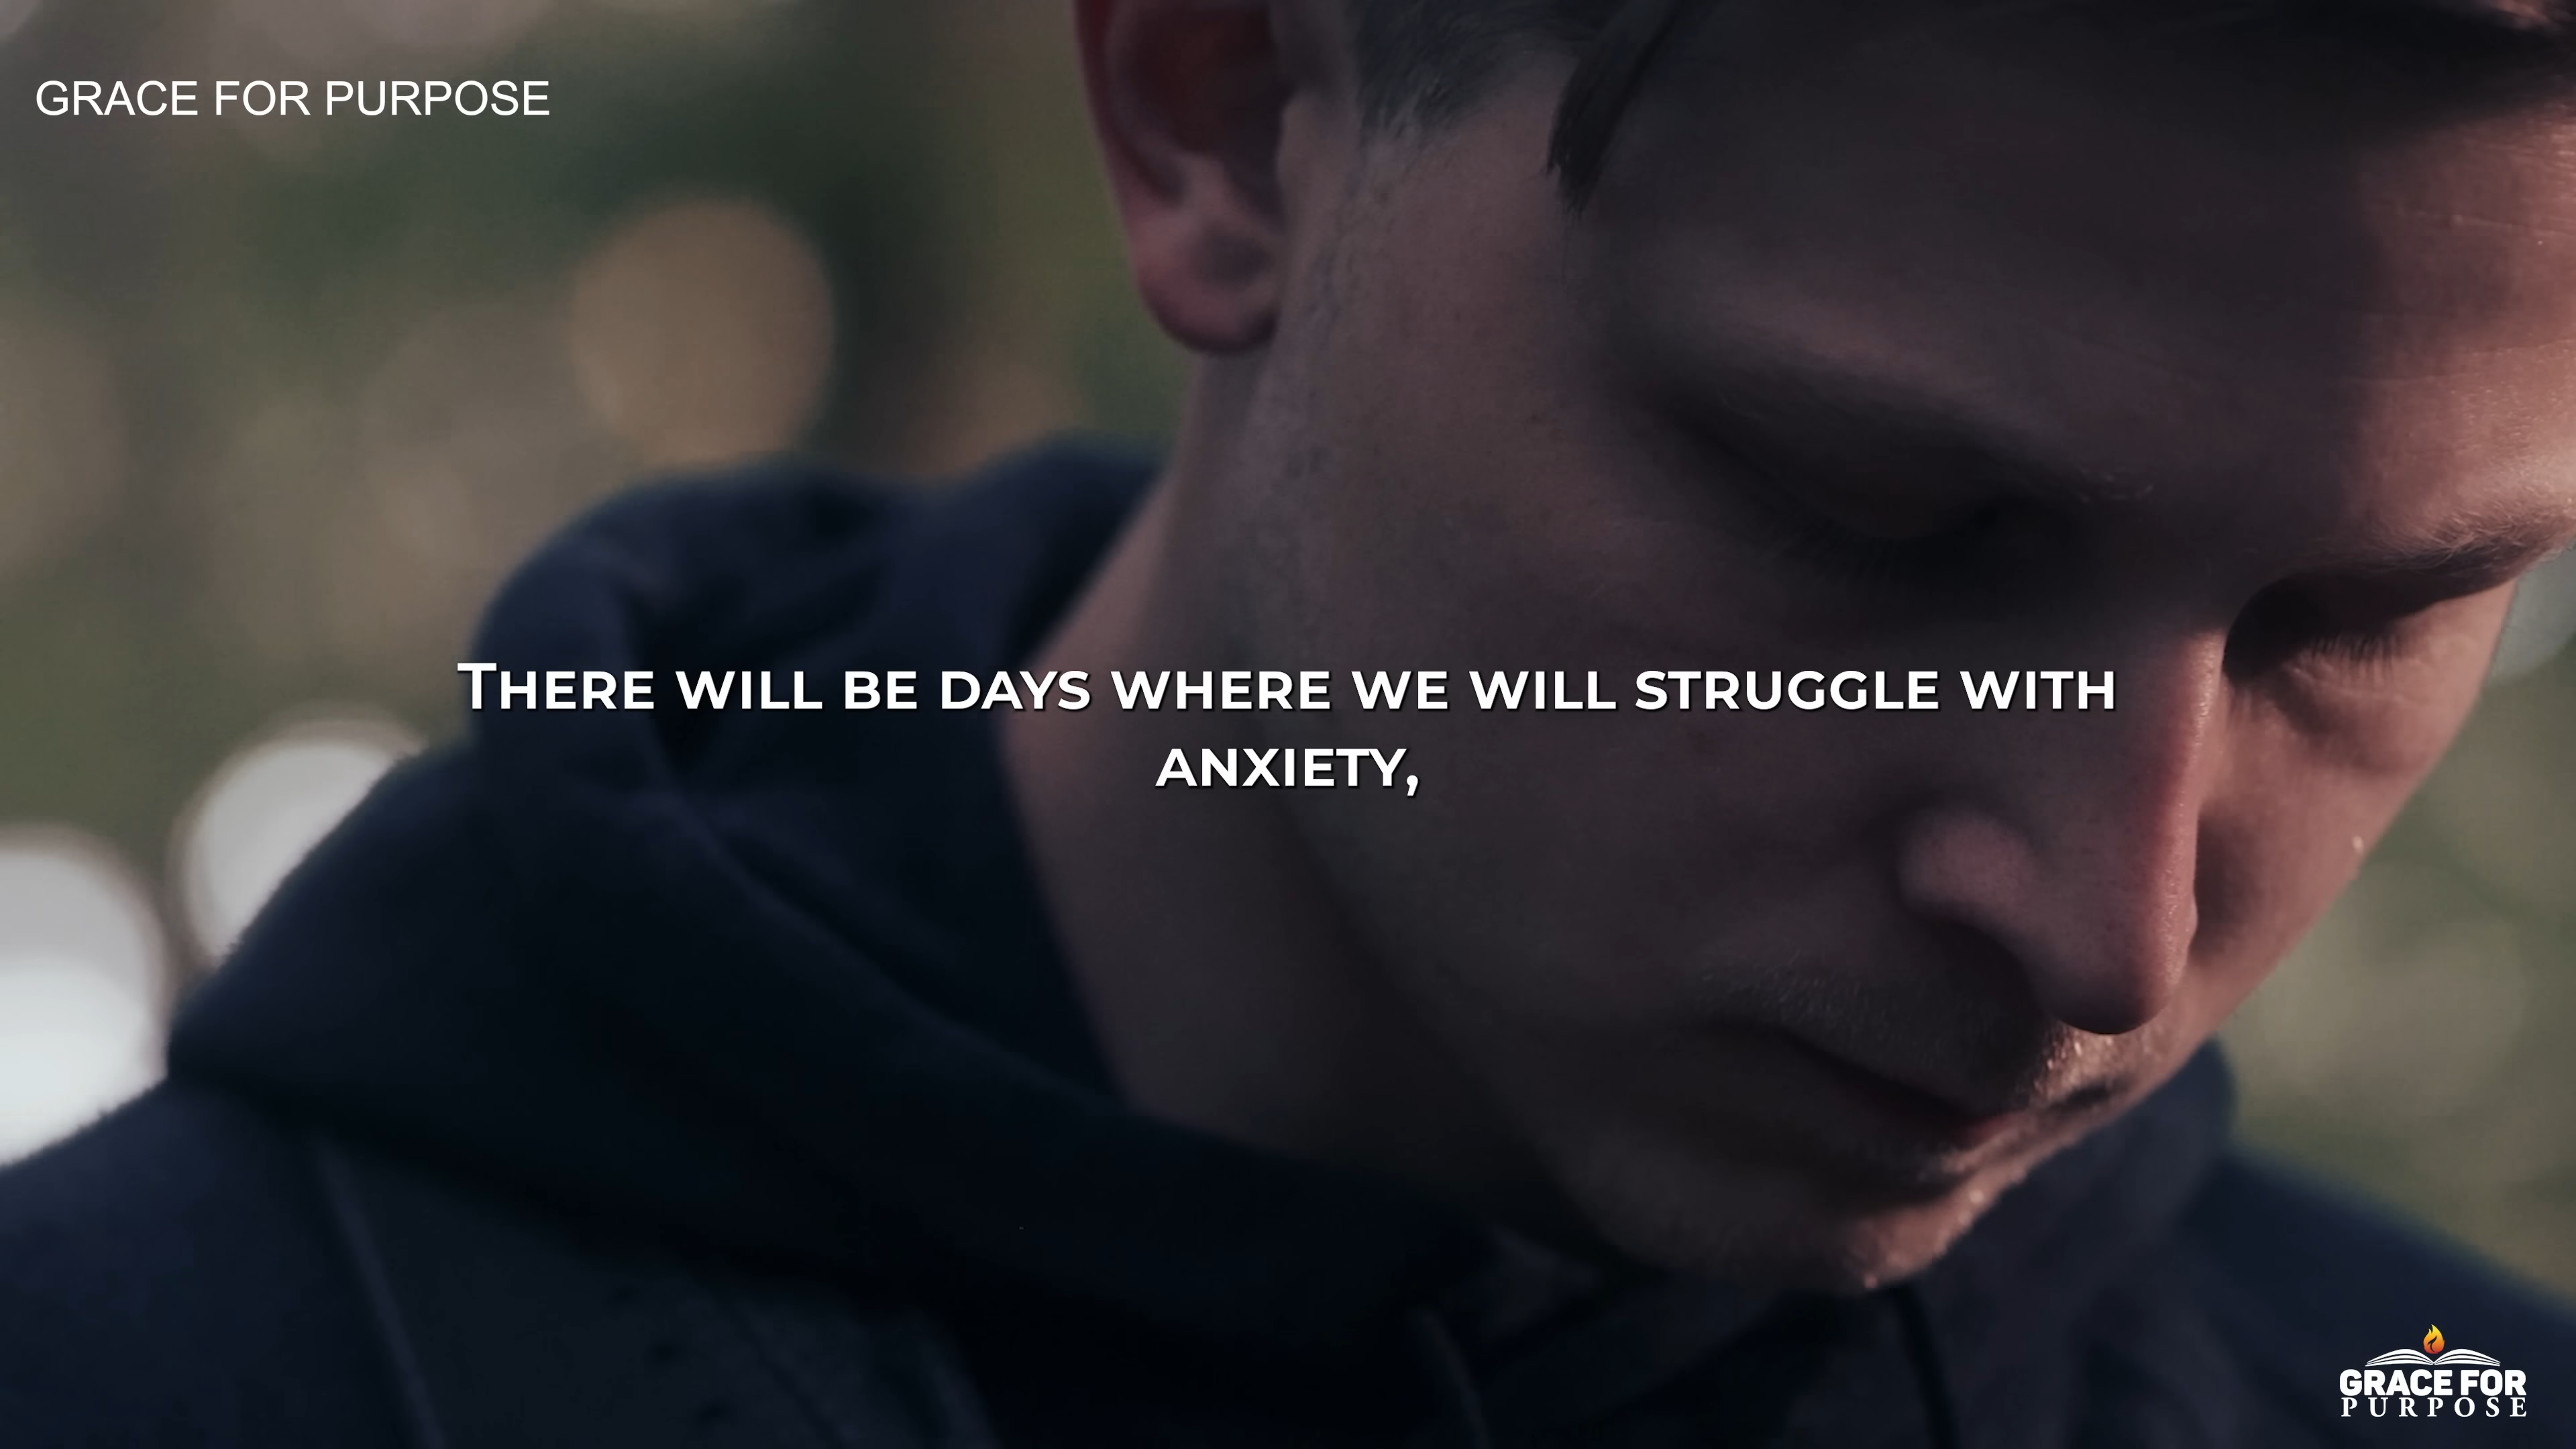 GRACE FOR PURPOSE
There will be days where we will struggle with
anxiety,
GRACE FOR
PURPOSE